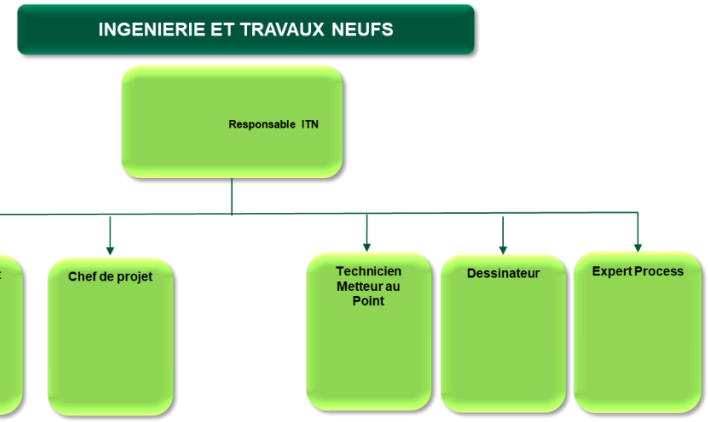 INGENIERIE ET TRAVAUX NEUFS
Responsable ITN
Chef de projet
Technicien
Metteur au
Point
Dessinateur
Expert Process